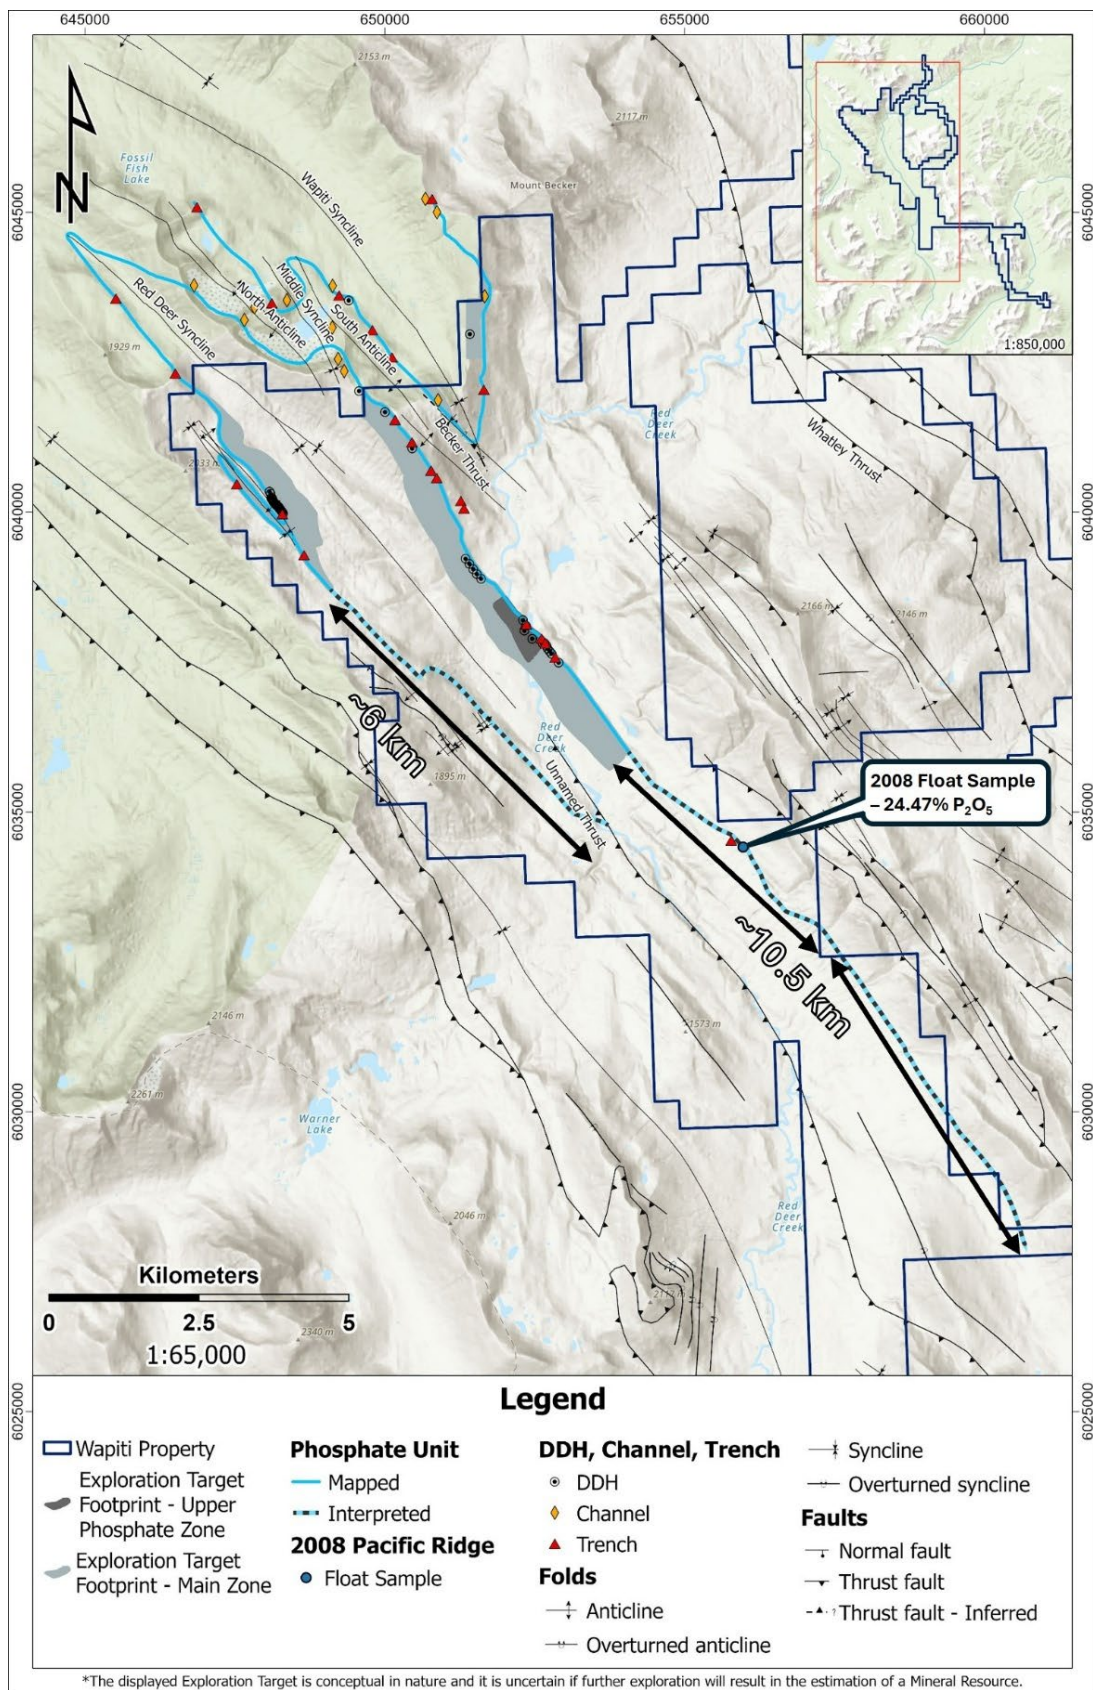 645000
650000
655000
660000
2153 m
2117 m
Fossil
Fish
Lake
Mount Becker
N
6045000
6045000
Wapiti Syncline
Red Deer Syncline
North Anticline
Middle Syncline
South Anticline
1929 m
1:850,000
Red
Deer
Creek
Whatley Thrust
Becker Thrust
2033 m
6040000
6040000
2166 m
2146 m
~6 km
Red
Deer
Creek
Unnamed Thrust
1895 m
2008 Float Sample
– 24.47% P₂O₅
6035000
6035000
~10.5 km
2146 m
1573 m
2261 m
Warner
Lake
6030000
6030000
Red
Deer
Creek
2046 m
Kilometers
0 2.5 5
1:65,000
2340 m
6025000
6025000
Legend
Wapiti Property
Exploration Target
Footprint - Upper
Phosphate Zone
Exploration Target
Footprint - Main Zone
Phosphate Unit
Mapped
Interpreted
2008 Pacific Ridge
Float Sample
DDH, Channel, Trench
DDH
Channel
Trench
Folds
Anticline
Overturned anticline
Syncline
Overturned syncline
Faults
Normal fault
Thrust fault
Thrust fault - Inferred
*The displayed Exploration Target is conceptual in nature and it is uncertain if further exploration will result in the estimation of a Mineral Resource.